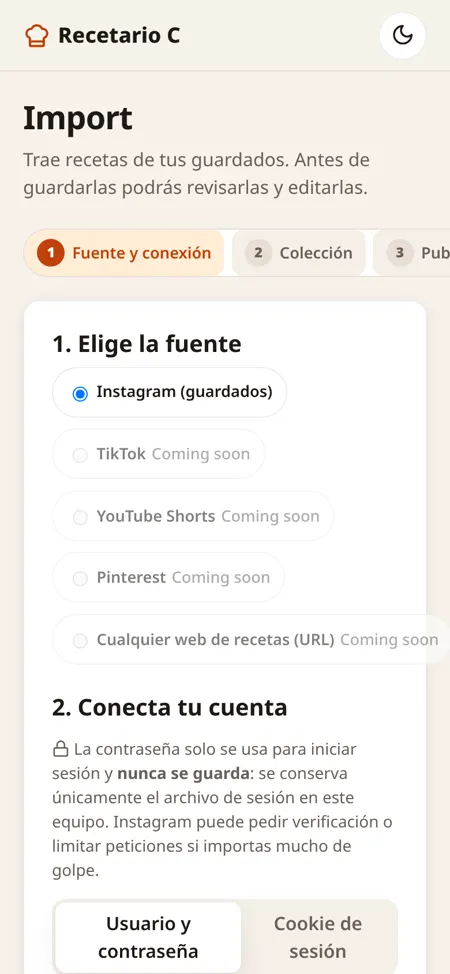 Recetario C
Import
Trae recetas de tus guardados. Antes de
guardarlas podrás revisarlas y editarlas.
1 Fuente y conexión 2 Colección 3 Pub
1. Elige la fuente
Instagram (guardados)
TikTok Coming soon
YouTube Shorts Coming soon
Pinterest Coming soon
Cualquier web de recetas (URL) Coming soon
2. Conecta tu cuenta
La contraseña solo se usa para iniciar
sesión y nunca se guarda: se conserva
únicamente el archivo de sesión en este
equipo. Instagram puede pedir verificación o
limitar peticiones si importas mucho de
golpe.
Usuario y
contraseña
Cookie de
sesión